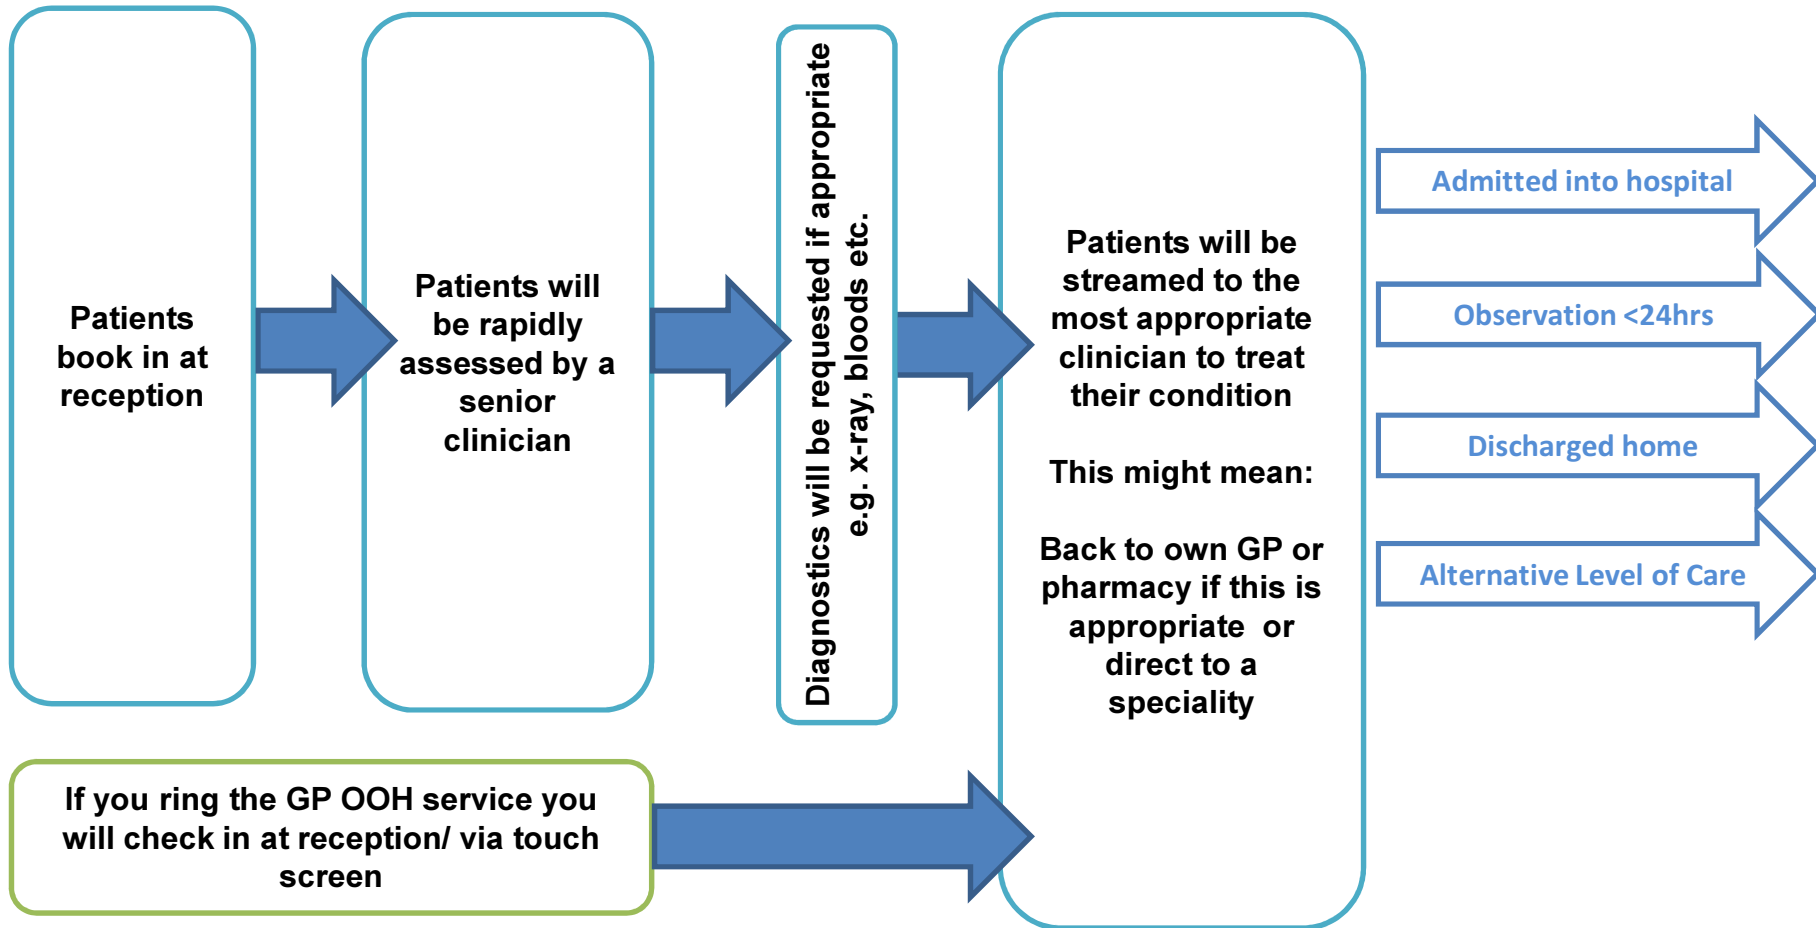 Patients
book in at
reception
Patients will
be rapidly
assessed by a
senior
clinician
Diagnostics will be requested if appropriate
e.g. x-ray, bloods etc.
Patients will be
streamed to the
most appropriate
clinician to treat
their condition
This might mean:
Back to own GP or
pharmacy if this is
appropriate or
direct to a
speciality
Admitted into hospital
Observation <24hrs
Discharged home
Alternative Level of Care
If you ring the GP OOH service you
will check in at reception/ via touch
screen